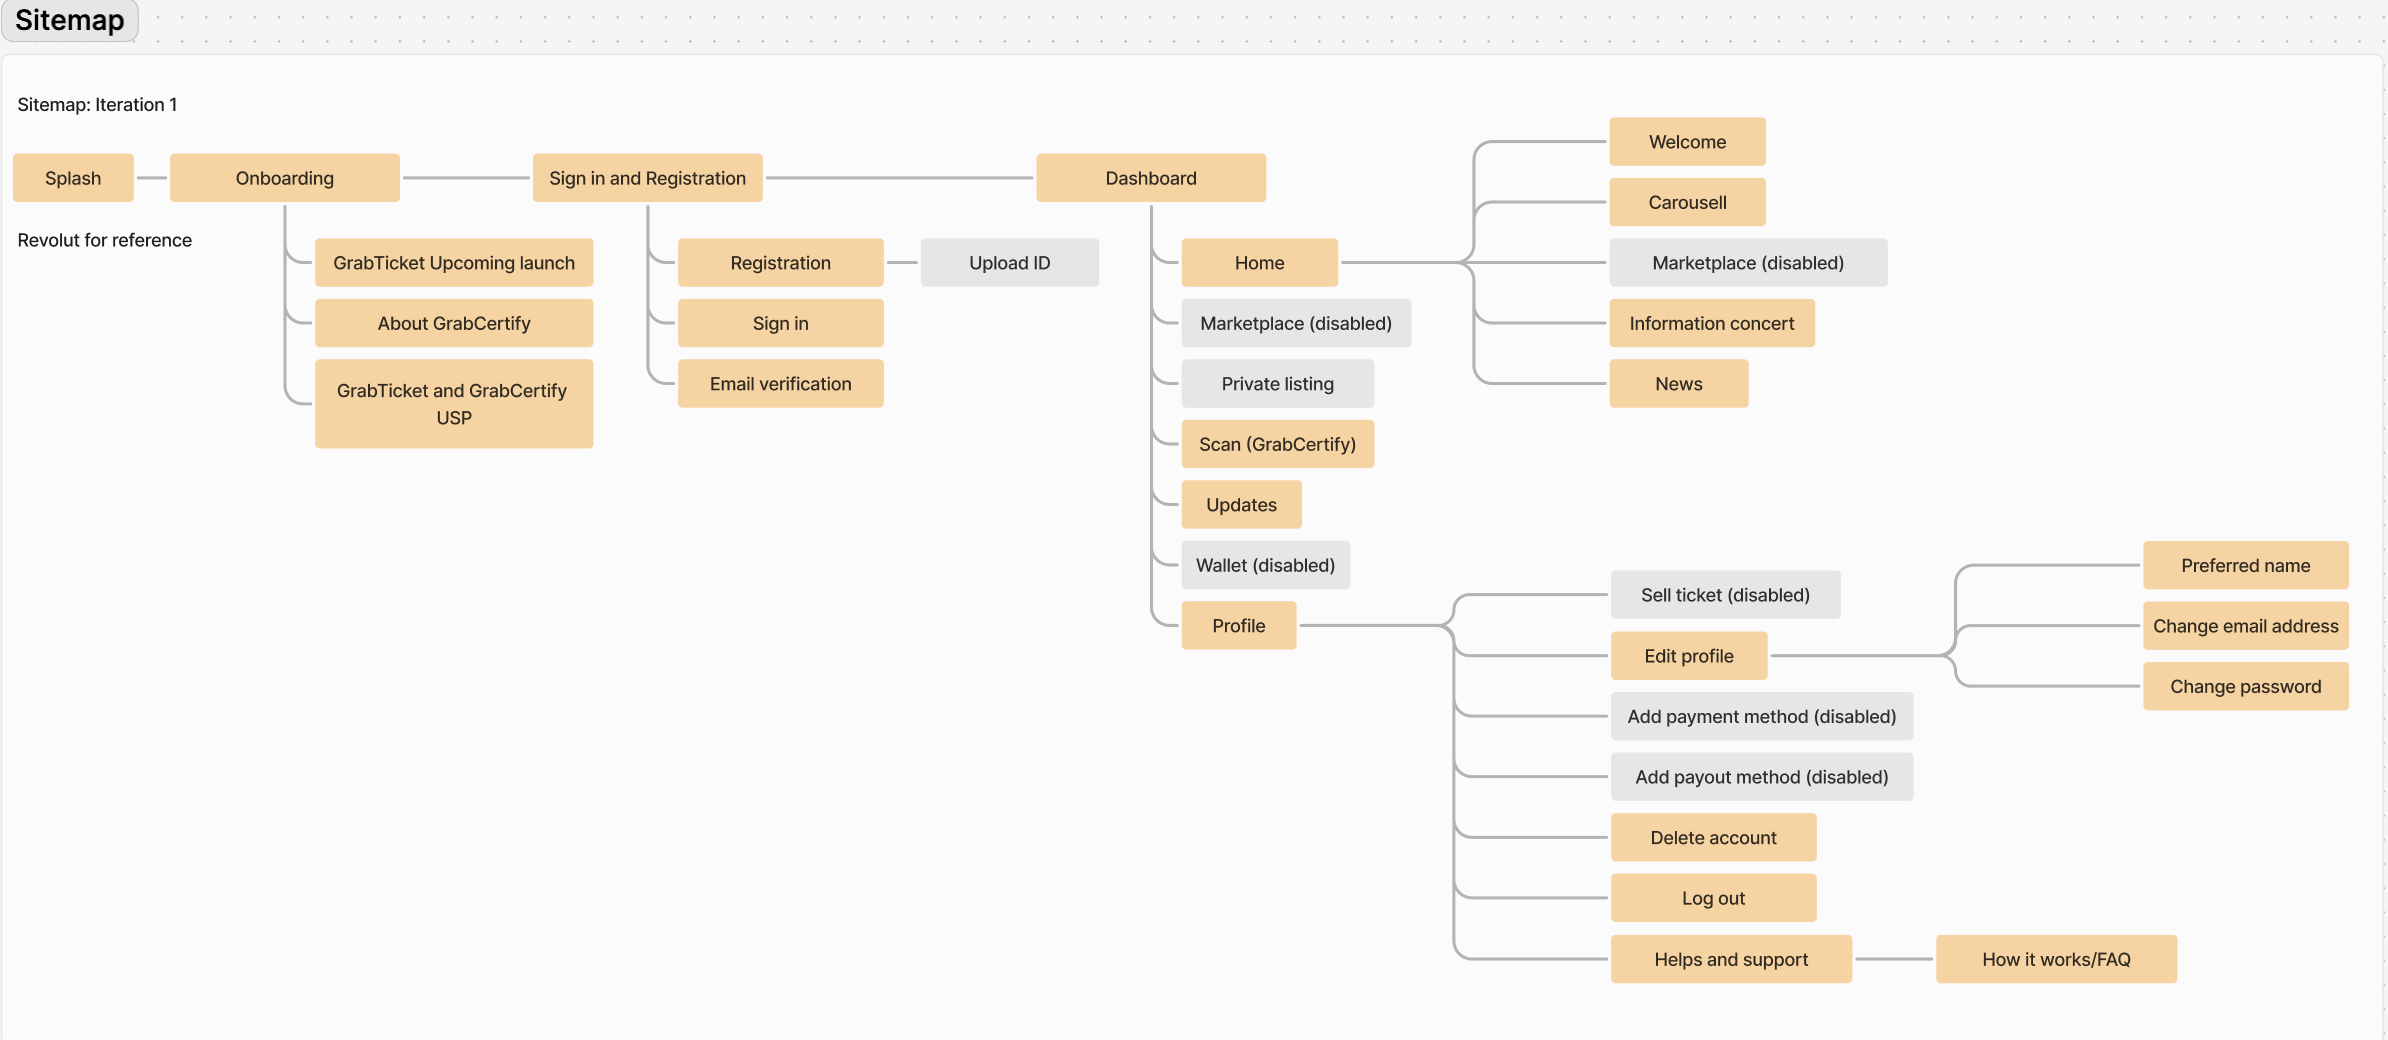 Sitemap
Sitemap: Iteration 1
Splash
Onboarding
Sign in and Registration
Dashboard
Revolut for reference
GrabTicket Upcoming launch
About GrabCertify
GrabTicket and GrabCertify
USP
Registration
Upload ID
Sign in
Email verification
Home
Marketplace (disabled)
Private listing
Scan (GrabCertify)
Updates
Wallet (disabled)
Profile
Welcome
Carousell
Marketplace (disabled)
Information concert
News
Sell ticket (disabled)
Edit profile
Add payment method (disabled)
Add payout method (disabled)
Delete account
Log out
Helps and support
Preferred name
Change email address
Change password
How it works/FAQ